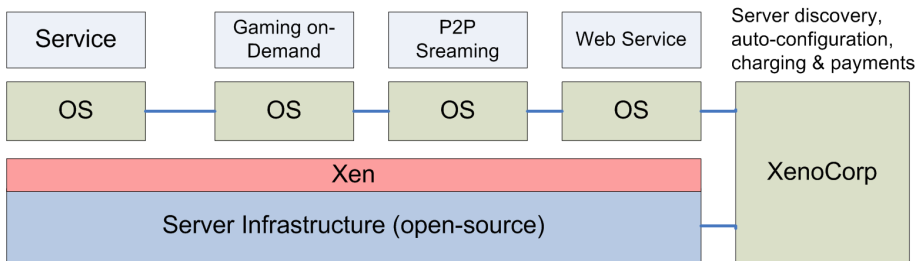 Service
Gaming on-
Demand
P2P
Sreaming
Web Service
Server discovery,
auto-configuration,
charging & payments
OS
OS
OS
OS
XenoCorp
Xen
Server Infrastructure (open-source)